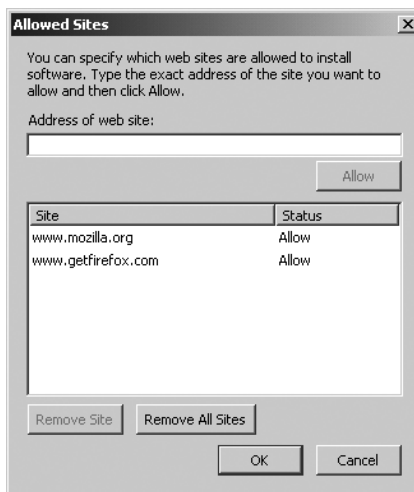 Allowed Sites
You can specify which web sites are allowed to install
software. Type the exact address of the site you want to
allow and then click Allow.
Address of web site:
Allow
Site Status
www.mozilla.org Allow
www.getfirefox.com Allow
Remove Site Remove All Sites
OK Cancel